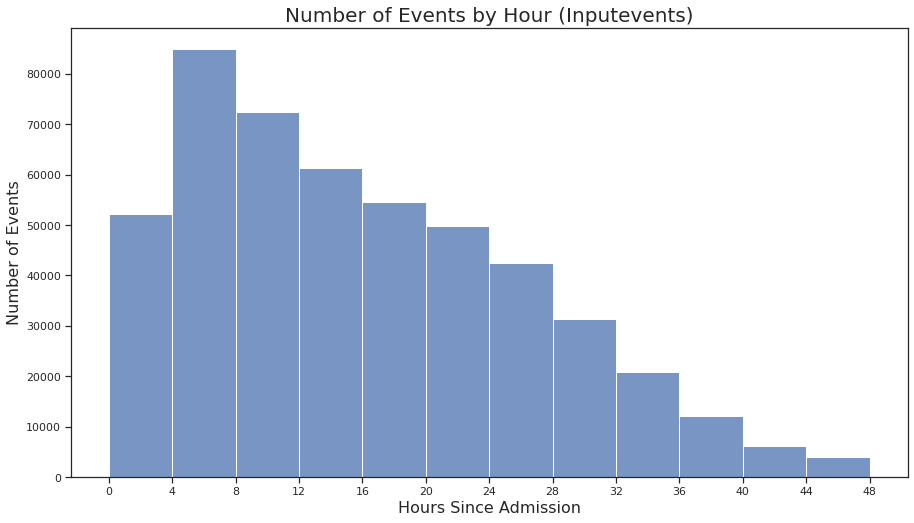 Number of Events by Hour (Inputevents)
Number of Events
80000
70000
60000
50000
40000
30000
20000
10000
0
0 4 8 12 16 20 24 28 32 36 40 44 48
Hours Since Admission